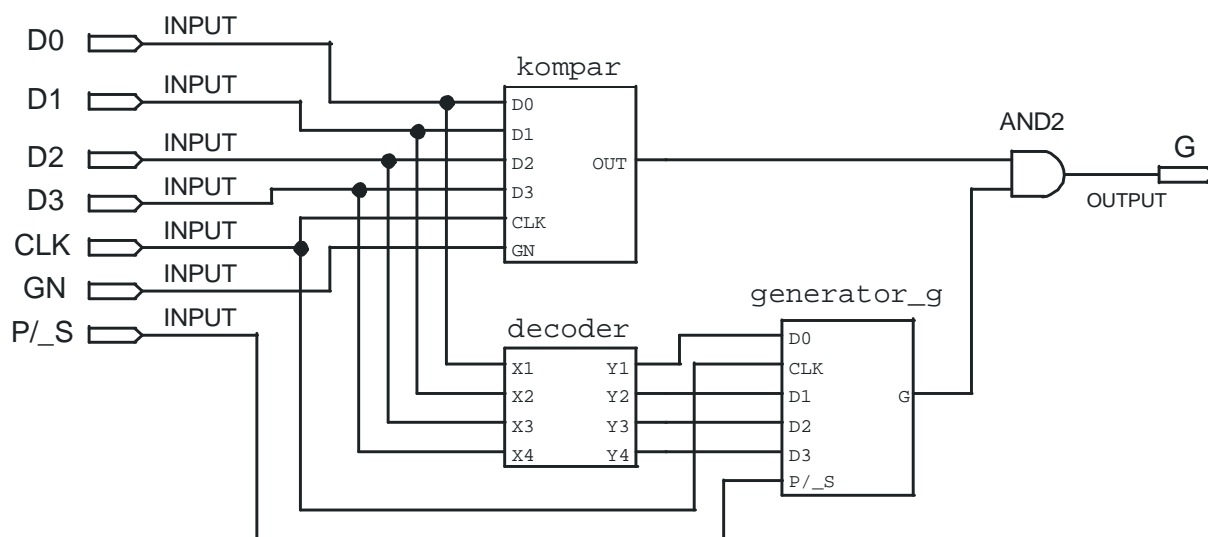 D0 INPUT
D1 INPUT
D2 INPUT
D3 INPUT
CLK INPUT
GN INPUT
P/_S INPUT
kompar
D0
D1
D2 OUT
D3
CLK
GN
AND2
G
OUTPUT
decoder
X1 Y1
X2 Y2
X3 Y3
X4 Y4
generator_g
D0
CLK
D1 G
D2
D3
P/_S